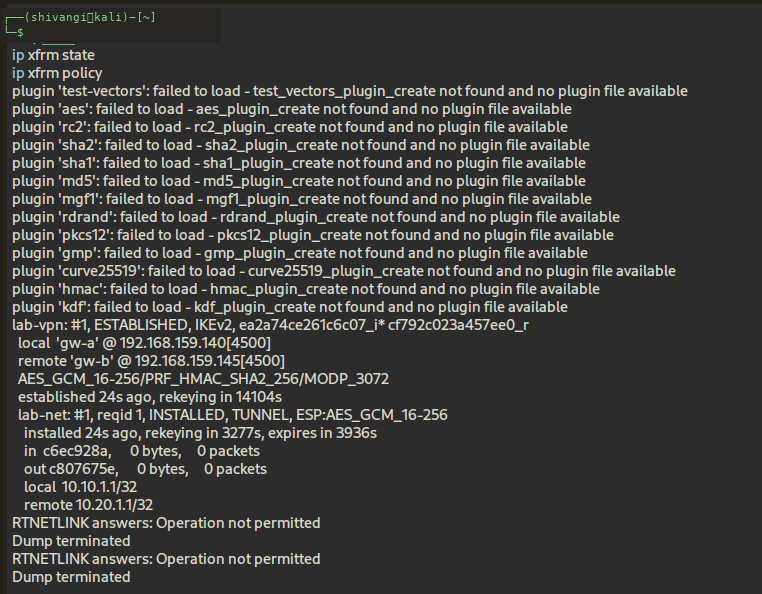 ┌──(shivangi㉿kali)-[~]
└─$
ip xfrm state
ip xfrm policy
plugin 'test-vectors': failed to load - test_vectors_plugin_create not found and no plugin file available
plugin 'aes': failed to load - aes_plugin_create not found and no plugin file available
plugin 'rc2': failed to load - rc2_plugin_create not found and no plugin file available
plugin 'sha2': failed to load - sha2_plugin_create not found and no plugin file available
plugin 'sha1': failed to load - sha1_plugin_create not found and no plugin file available
plugin 'md5': failed to load - md5_plugin_create not found and no plugin file available
plugin 'mgf1': failed to load - mgf1_plugin_create not found and no plugin file available
plugin 'rdrand': failed to load - rdrand_plugin_create not found and no plugin file available
plugin 'pkcs12': failed to load - pkcs12_plugin_create not found and no plugin file available
plugin 'gmp': failed to load - gmp_plugin_create not found and no plugin file available
plugin 'curve25519': failed to load - curve25519_plugin_create not found and no plugin file available
plugin 'hmac': failed to load - hmac_plugin_create not found and no plugin file available
plugin 'kdf': failed to load - kdf_plugin_create not found and no plugin file available
lab-vpn: #1, ESTABLISHED, IKEv2, ea2a74ce261c6c07_i* cf792c023a457ee0_r
local 'gw-a' @ 192.168.159.140[4500]
remote 'gw-b' @ 192.168.159.145[4500]
AES_GCM_16-256/PRF_HMAC_SHA2_256/MODP_3072
established 24s ago, rekeying in 14104s
lab-net: #1, reqid 1, INSTALLED, TUNNEL, ESP:AES_GCM_16-256
installed 24s ago, rekeying in 3277s, expires in 3936s
in c6ec928a, 0 bytes, 0 packets
out c807675e, 0 bytes, 0 packets
local 10.10.1.1/32
remote 10.20.1.1/32
RTNETLINK answers: Operation not permitted
Dump terminated
RTNETLINK answers: Operation not permitted
Dump terminated